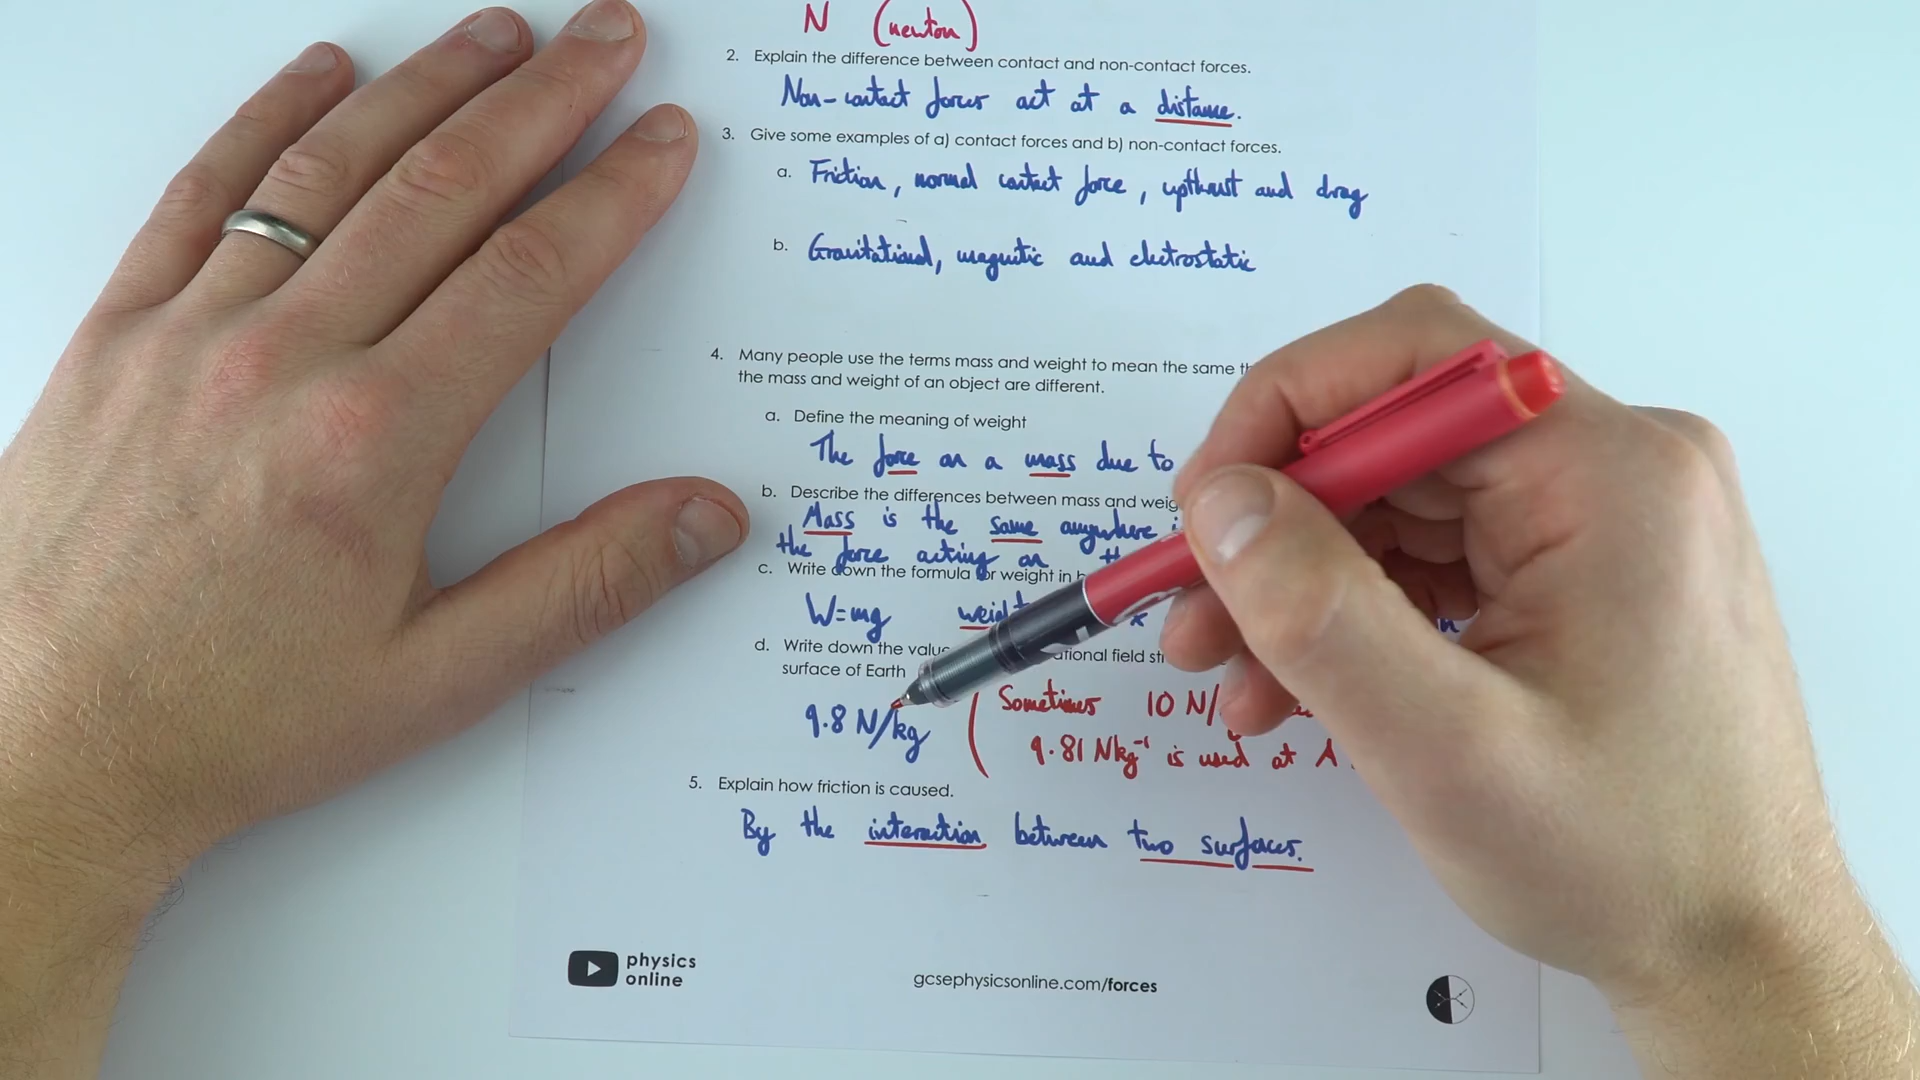 N (newton)
2. Explain the difference between contact and non-contact forces.
Non-contact forces act at a distance.
3. Give some examples of a) contact forces and b) non-contact forces.
a. Friction, normal contact force, upthrust and drag
b. Gravitational, magnetic and electrostatic
4. Many people use the terms mass and weight to mean the same
the mass and weight of an object are different.
a. Define the meaning of weight
The force on a mass due to
b. Describe the differences between mass and
Mass is the same anywhere
the force acting on
c. Write down the formula for weight in
W=mg weight x
d. Write down the field
surface of Earth
9.8 N/kg (Sometimes 10 N/
9.81 Nkg⁻¹ is used at A
5. Explain how friction is caused.
By the interaction between two surfaces.
physics
online
gcsephysicsonline.com/forces